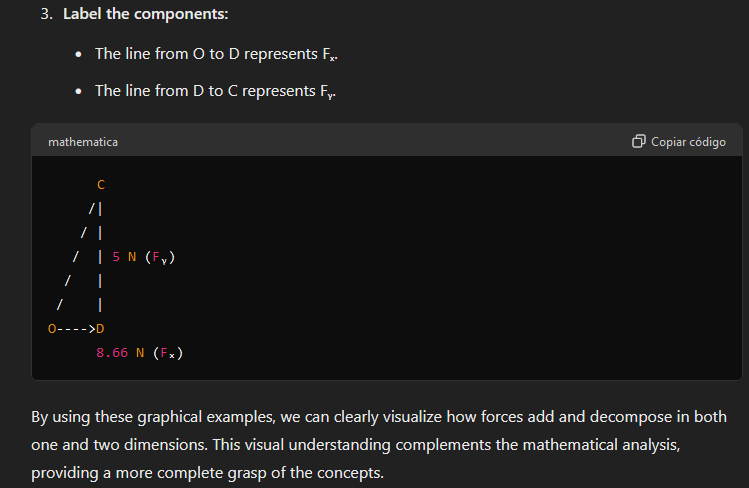 3. Label the components:
• The line from O to D represents Fₓ.
• The line from D to C represents Fᵧ.
mathematica Copiar código
C
/|
/ |
/ | 5 N (Fᵧ)
/ |
/ |
O---->D
8.66 N (Fₓ)
By using these graphical examples, we can clearly visualize how forces add and decompose in both
one and two dimensions. This visual understanding complements the mathematical analysis,
providing a more complete grasp of the concepts.